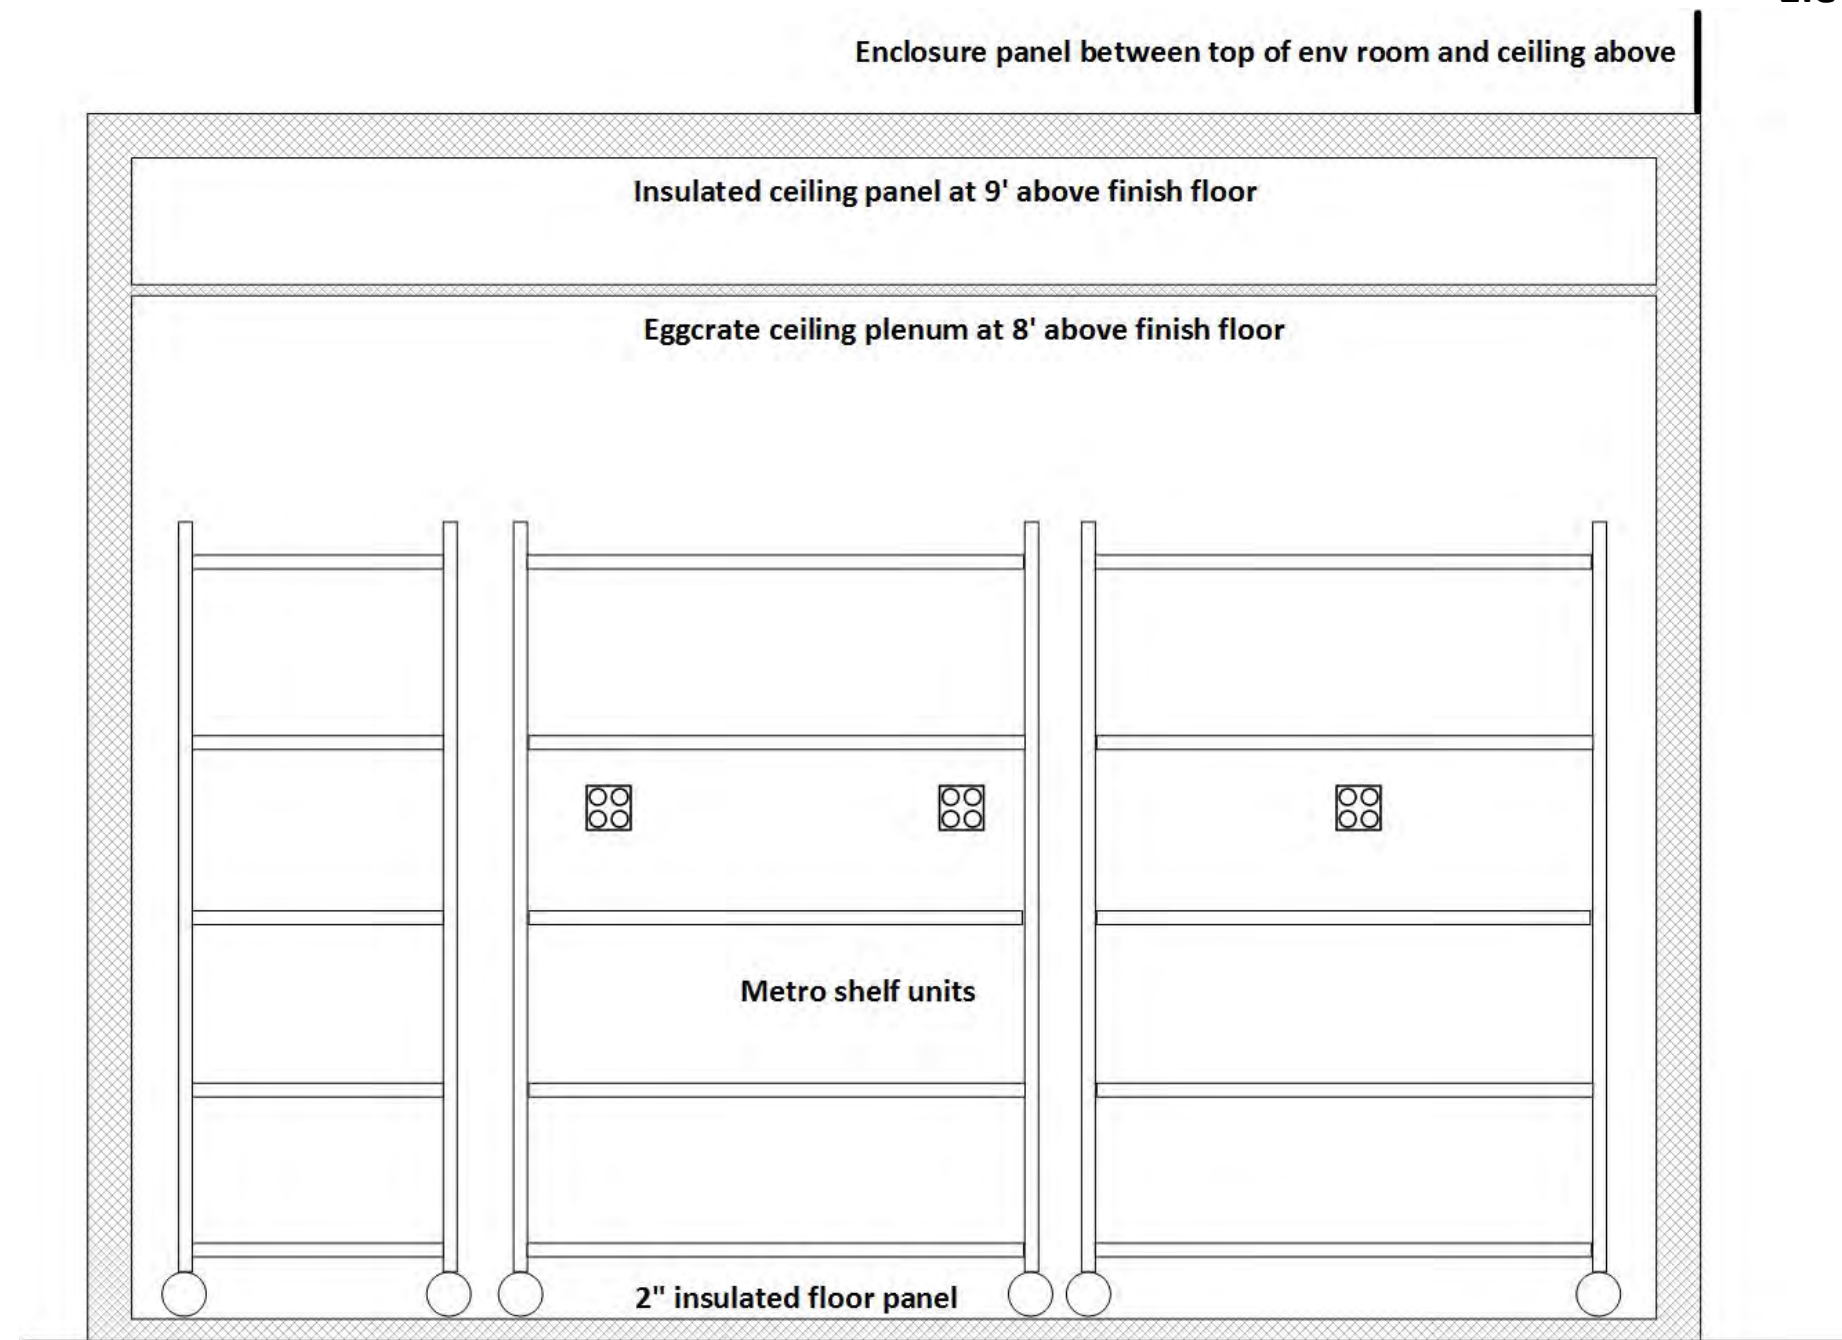 Enclosure panel between top of env room and ceiling above
Insulated ceiling panel at 9' above finish floor
Eggcrate ceiling plenum at 8' above finish floor
Metro shelf units
2" insulated floor panel